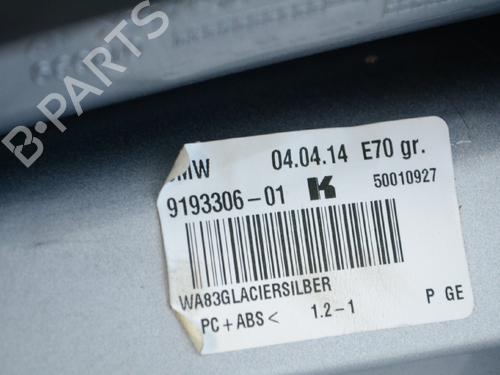 B-PARTS
MW 04.04.14 E70 gr.
9193306-01 K 50010927
WA83GLACIERSILBER
PC+ABS< 1.2-1 P GE